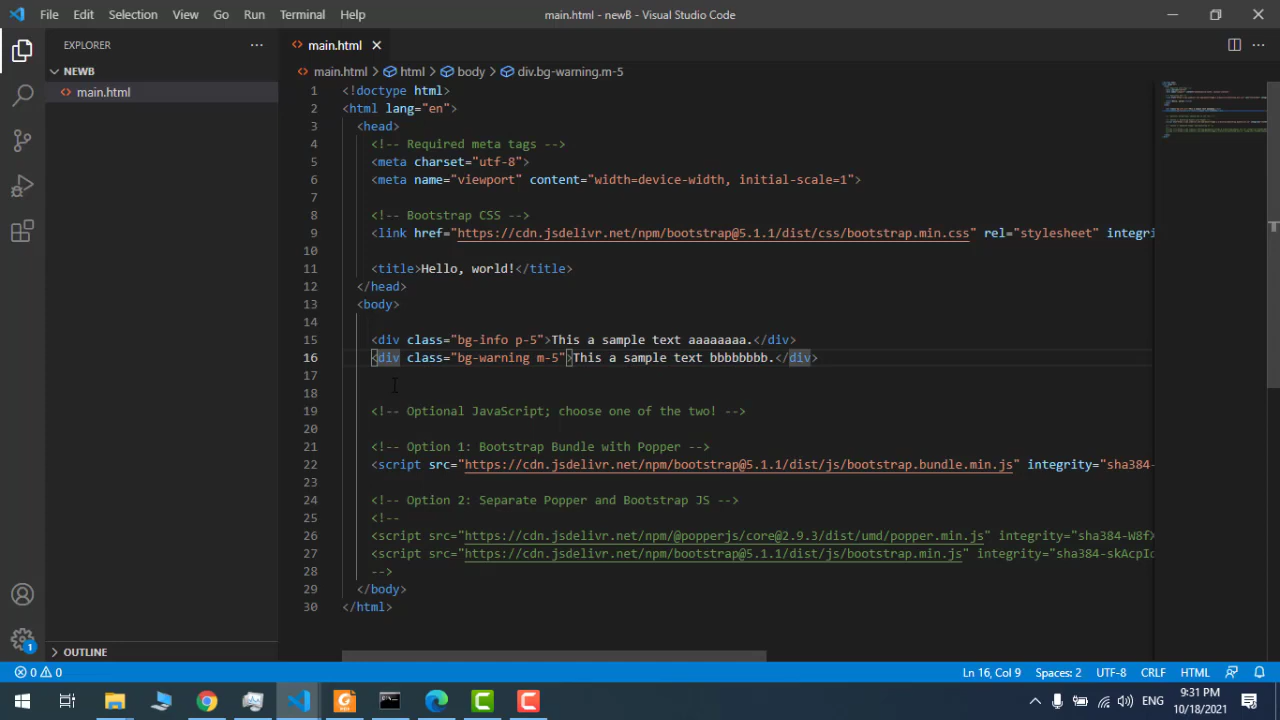 File Edit Selection View Go Run Terminal Help
main.html - newB - Visual Studio Code
EXPLORER
NEWB
main.html
OUTLINE
main.html
main.html > html > body > div.bg-warning.m-5
1 <!doctype html>
2 <html lang="en">
3 <head>
4 <!-- Required meta tags -->
5 <meta charset="utf-8">
6 <meta name="viewport" content="width=device-width, initial-scale=1">
7
8 <!-- Bootstrap CSS -->
9 <link href="https://cdn.jsdelivr.net/npm/bootstrap@5.1.1/dist/css/bootstrap.min.css" rel="stylesheet" integri
10
11 <title>Hello, world!</title>
12 </head>
13 <body>
14
15 <div class="bg-info p-5">This a sample text aaaaaaaa.</div>
16 <div class="bg-warning m-5">This a sample text bbbbbbbb.</div>
17
18
19 <!-- Optional JavaScript; choose one of the two! -->
20
21 <!-- Option 1: Bootstrap Bundle with Popper -->
22 <script src="https://cdn.jsdelivr.net/npm/bootstrap@5.1.1/dist/js/bootstrap.bundle.min.js" integrity="sha384-
23
24 <!-- Option 2: Separate Popper and Bootstrap JS -->
25 <!--
26 <script src="https://cdn.jsdelivr.net/npm/@popperjs/core@2.9.3/dist/umd/popper.min.js" integrity="sha384-W8fX
27 <script src="https://cdn.jsdelivr.net/npm/bootstrap@5.1.1/dist/js/bootstrap.min.js" integrity="sha384-skAcpI
28 -->
29 </body>
30 </html>
0 0
Ln 16, Col 9 Spaces: 2 UTF-8 CRLF HTML
1
ENG
9:31 PM
10/18/2021